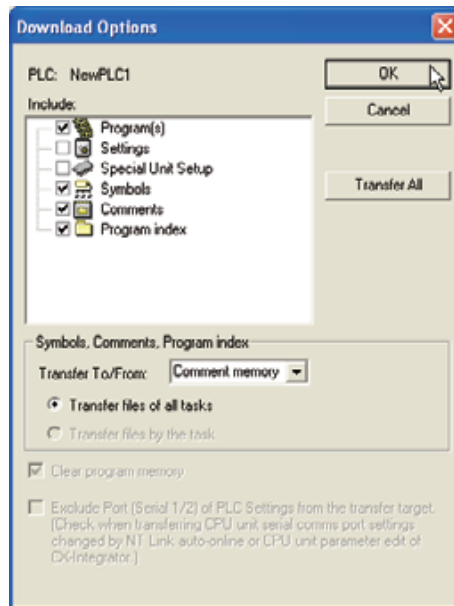 Download Options
PLC: NewPLC1
OK
Include:
Cancel
Program(s)
Settings
Special Unit Setup
Transfer All
Symbols
Comments
Program index
Symbols, Comments, Program index
Transfer To/From: Comment memory
Transfer files of all tasks
Transfer files by the task
Clear program memory
Exclude Port (Serial 1/2) of PLC Settings from the transfer target.
(Check when transferring CPU unit serial comms port settings
changed by NT Link auto-online or CPU unit parameter edit of
CX-Integrator.)